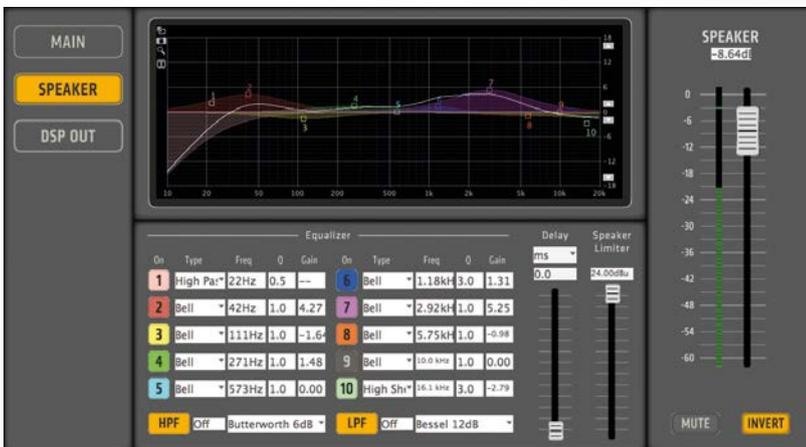 MAIN
SPEAKER
DSP OUT
18
12
6
0
-6
-12
-18
1
2
3
4
5
6
7
8
9
10
10 20 50 100 200 500 1k 2k 5k 10k 20k
Equalizer
On Type Freq Q Gain On Type Freq Q Gain
1 High Pas 22Hz 0.5 -- 6 Bell 1.18kH 3.0 1.31
2 Bell 42Hz 1.0 4.27 7 Bell 2.92kH 1.0 5.25
3 Bell 111Hz 1.0 -1.64 8 Bell 5.75kH 1.0 -0.98
4 Bell 271Hz 1.0 1.48 9 Bell 10.0 kHz 1.0 0.00
5 Bell 573Hz 1.0 0.00 10 High She 16.1 kHz 3.0 -2.79
HPF Off Butterworth 6dB LPF Off Bessel 12dB
Delay
ms
0.0
Speaker
Limiter
24.00dBu
SPEAKER
-8.64dB
0
-6
-12
-18
-24
-30
-36
-42
-48
-54
-60
MUTE INVERT